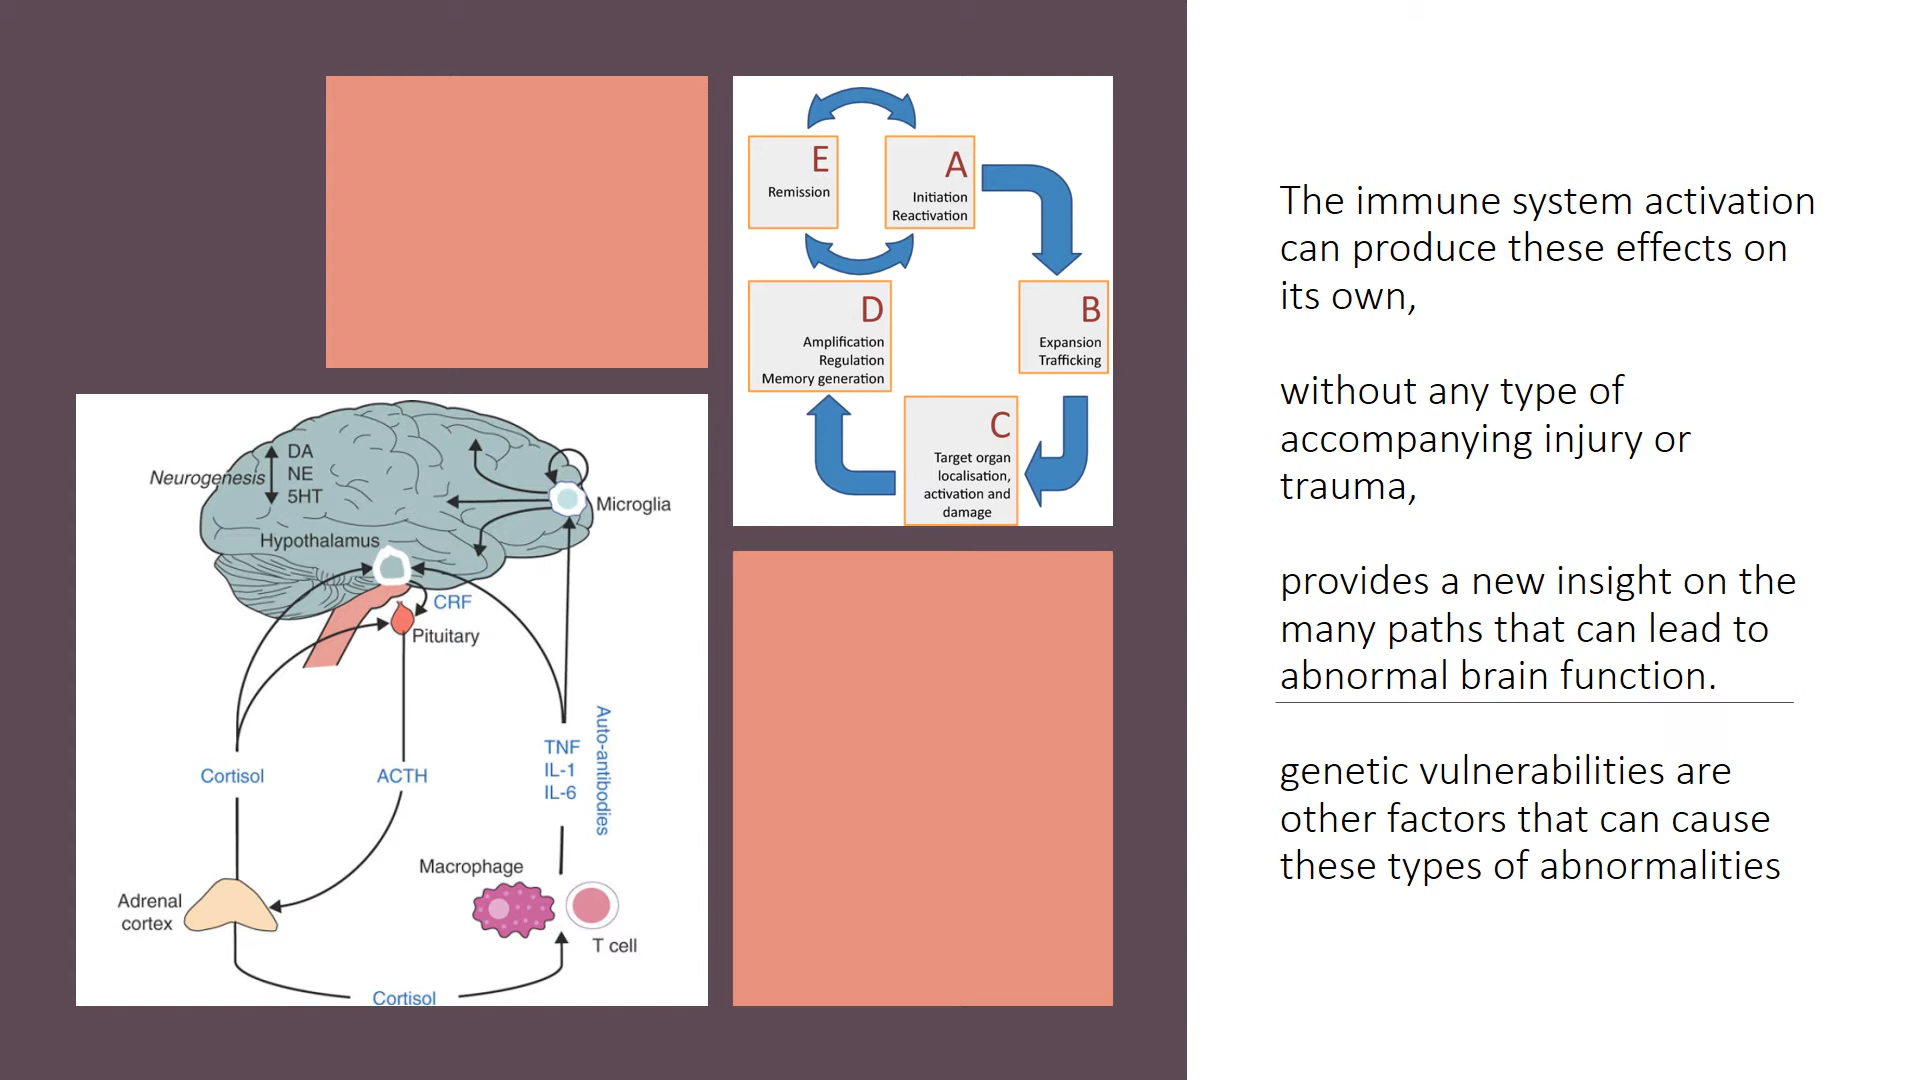 E
Remission
A
Initiation
Reactivation
D
Amplification
Regulation
Memory generation
B
Expansion
Trafficking
C
Target organ
localisation,
activation and
damage
Neurogenesis
DA
NE
5HT
Microglia
Hypothalamus
CRF
Pituitary
Cortisol
ACTH
TNF
IL-1
IL-6
Auto-antibodies
Macrophage
Adrenal
cortex
T cell
Cortisol
The immune system activation
can produce these effects on
its own,
without any type of
accompanying injury or
trauma,
provides a new insight on the
many paths that can lead to
abnormal brain function.
genetic vulnerabilities are
other factors that can cause
these types of abnormalities